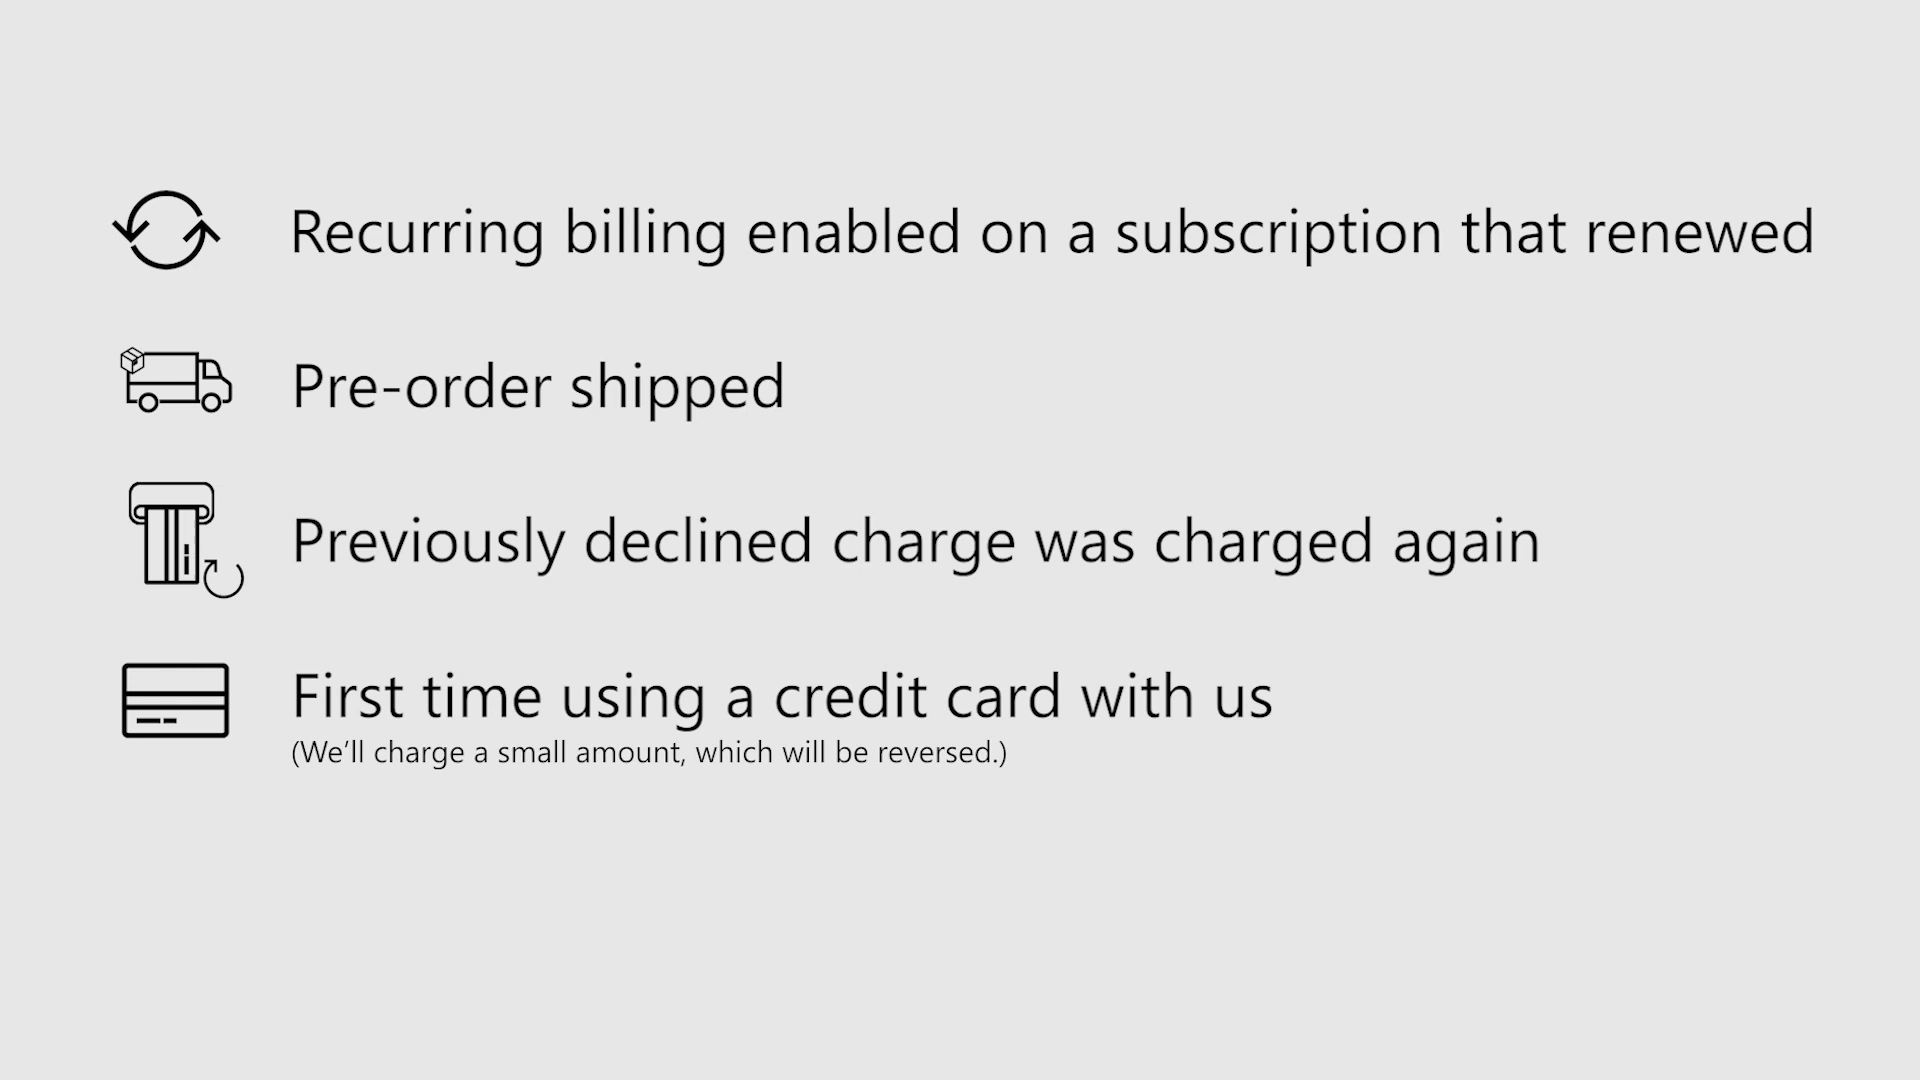 Recurring billing enabled on a subscription that renewed
Pre-order shipped
Previously declined charge was charged again
First time using a credit card with us
(We’ll charge a small amount, which will be reversed.)